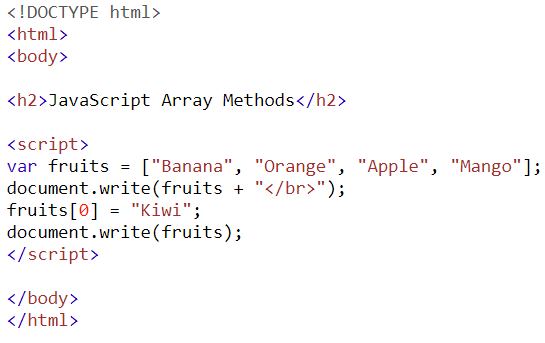 <!DOCTYPE html>
<html>
<body>

<h2>JavaScript Array Methods</h2>

<script>
var fruits = ["Banana", "Orange", "Apple", "Mango"];
document.write(fruits + "</br>");
fruits[0] = "Kiwi";
document.write(fruits);
</script>

</body>
</html>